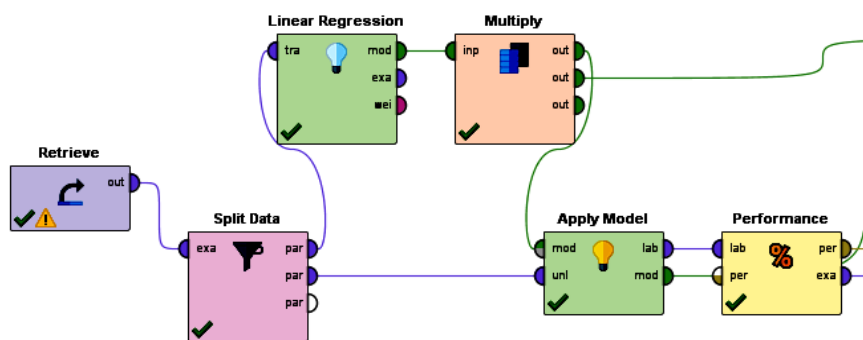 Linear Regression
tra
mod
exa
wei
Multiply
inp
out
out
out
Retrieve
out
Split Data
exa
par
par
par
Apply Model
mod
unl
lab
mod
Performance
lab
per
%
per
exa